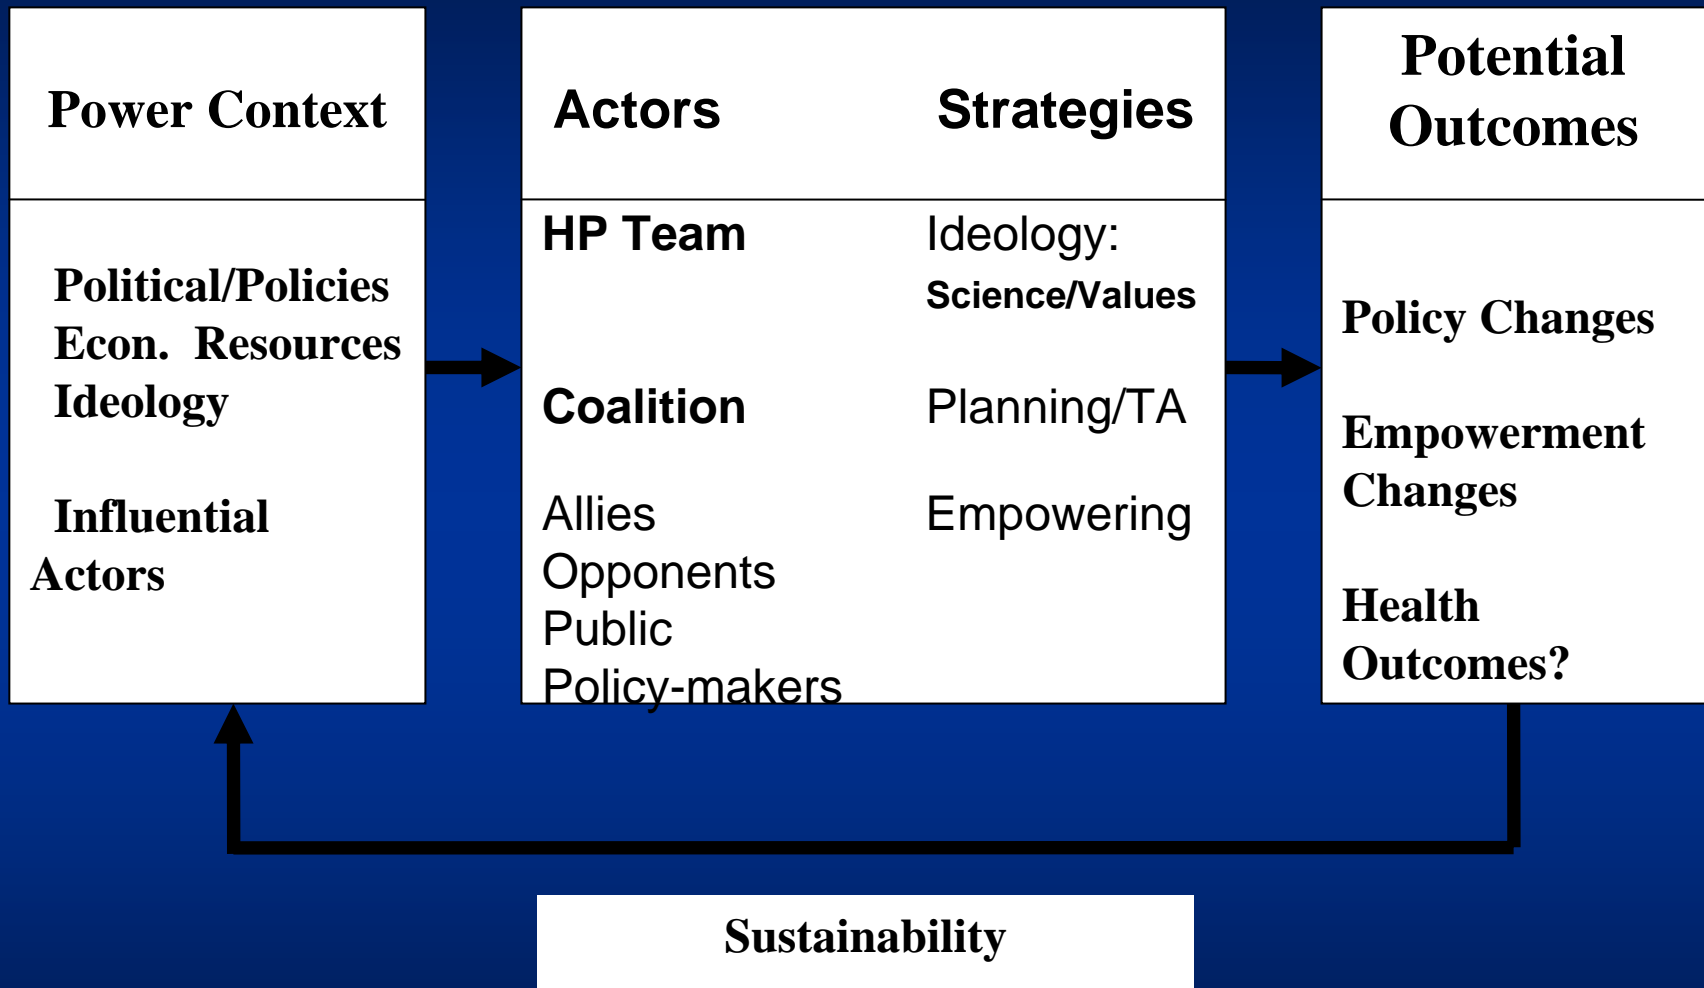 Power Context
Political/Policies
Econ. Resources
Ideology
Influential
Actors
Actors Strategies
HP Team Ideology:
Science/Values
Coalition Planning/TA
Allies Empowering
Opponents
Public
Policy-makers
Potential
Outcomes
Policy Changes
Empowerment
Changes
Health
Outcomes?
Sustainability